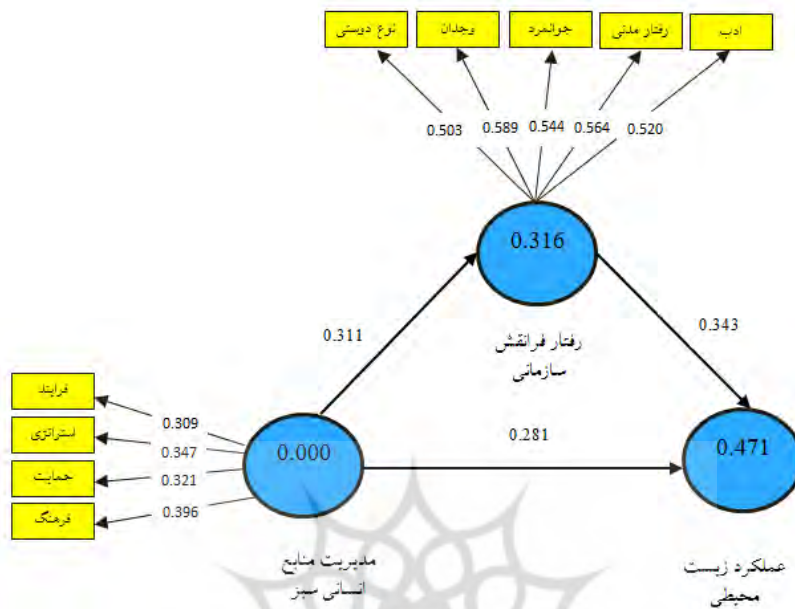 نوع دوستی
وجدان
جوانمرد
رفتار مدنی
ادب
0.503
0.589
0.544
0.564
0.520
0.316
رفتار فرانقش
سازمانی
0.311
0.343
فرایند
استراتژی
حمایت
فرهنگ
0.309
0.347
0.321
0.396
0.000
0.281
0.471
مدیریت منابع
انسانی سبز
عملکرد زیست
محیطی